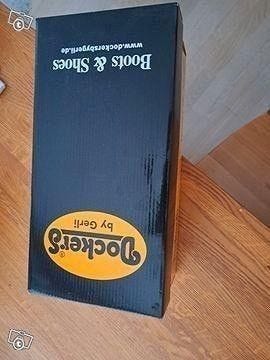 Dockers®
by Gerli
Boots & Shoes
www.dockersbygerli.de